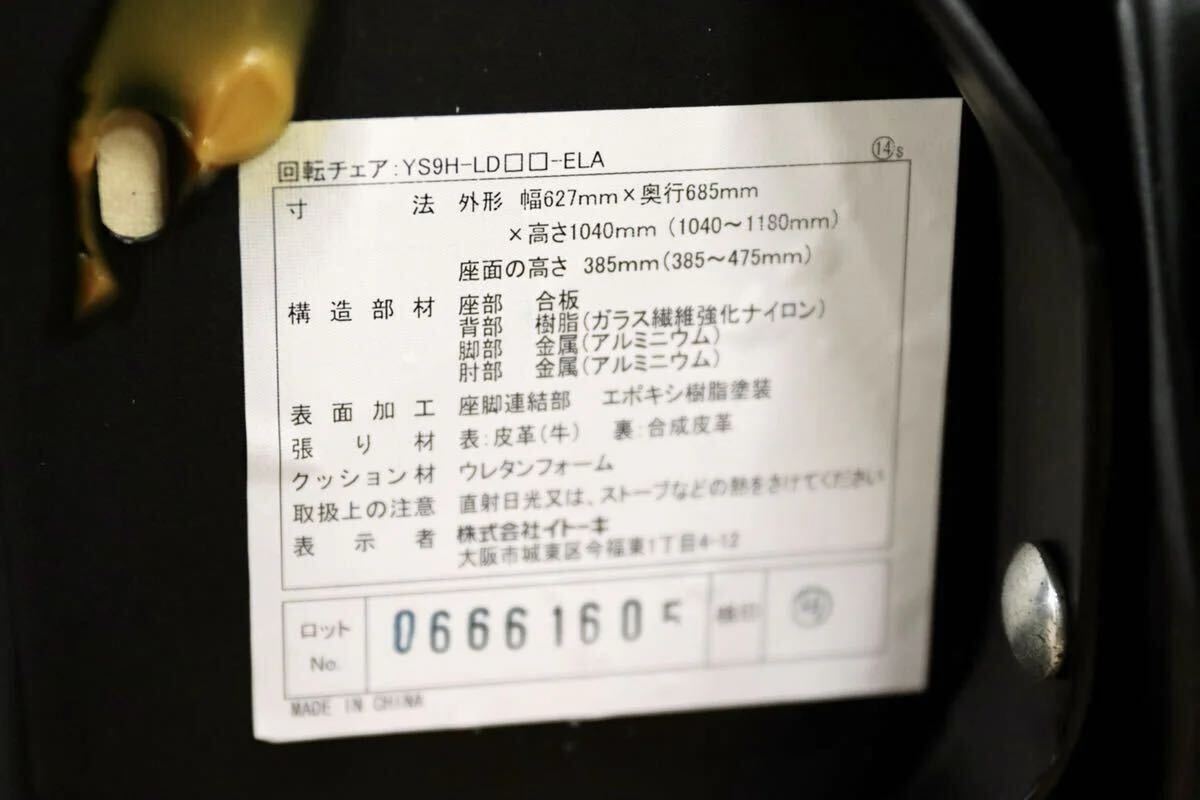 回転チェア:YS9H-LD□□-ELA ⑭s
寸法 外形 幅627mm×奥行685mm
×高さ1040mm(1040～1180mm)
座面の高さ 385mm(385～475mm)
構造部材 座部 合板
背部 樹脂(ガラス繊維強化ナイロン)
脚部 金属(アルミニウム)
肘部 金属(アルミニウム)
表面加工 座脚連結部 エポキシ樹脂塗装
張り材 表:皮革(牛) 裏:合成皮革
クッション材 ウレタンフォーム
取扱上の注意 直射日光又は、ストーブなどの熱をさけてください
表示者 株式会社イトーキ
大阪市城東区今福東1丁目4-12
ロットNo. 0666160 検印
MADE IN CHINA